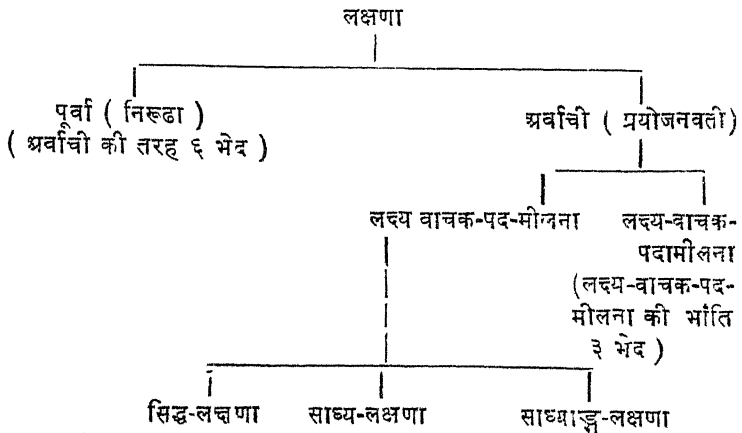 लक्षणा
पूर्वा ( निरूढा )
( अर्वाची की तरह ६ भेद )
अर्वाची ( प्रयोजनवती)
लक्ष्य वाचक-पद-मीलना
लक्ष्य-वाचक-
पदामीलना
(लक्ष्य-वाचक-पद-
मीलना की भांति
३ भेद )
सिद्ध-लक्षणा साध्य-लक्षणा साध्याङ्ग-लक्षणा